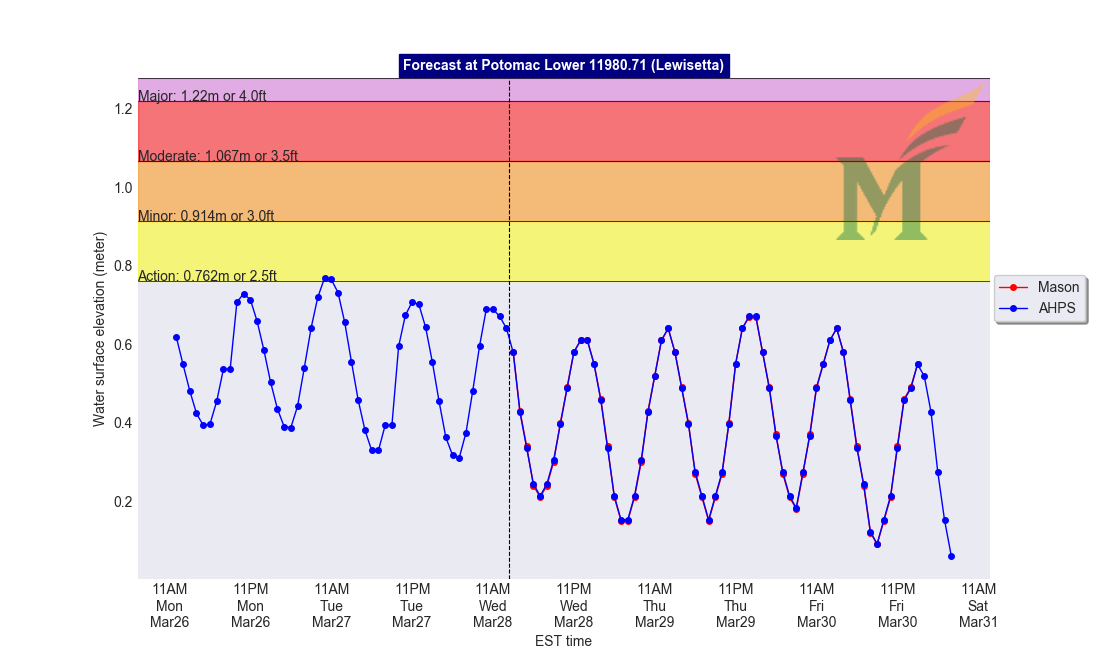 Forecast at Potomac Lower 11980.71 (Lewisetta)
Major: 1.22m or 4.0ft
Moderate: 1.067m or 3.5ft
Minor: 0.914m or 3.0ft
Action: 0.762m or 2.5ft
1.2
1.0
0.8
0.6
0.4
0.2
Water surface elevation (meter)
M
Mason
AHPS
11AM 11PM 11AM 11PM 11AM 11PM 11AM 11PM 11AM 11PM 11AM
Mon Mon Tue Tue Wed Wed Thu Thu Fri Fri Sat
Mar26 Mar26 Mar27 Mar27 Mar28 Mar28 Mar29 Mar29 Mar30 Mar30 Mar31
EST time